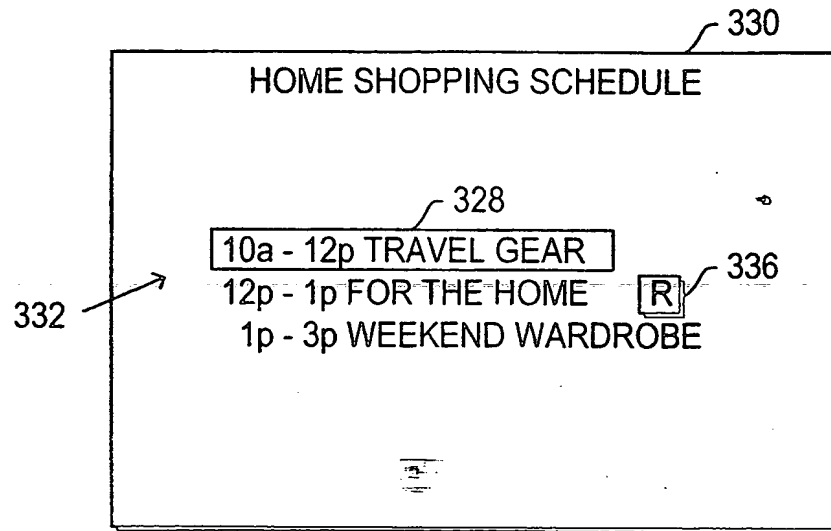 330
HOME SHOPPING SCHEDULE
328
10a - 12p TRAVEL GEAR
336
12p - 1p FOR THE HOME R
332
1p - 3p WEEKEND WARDROBE